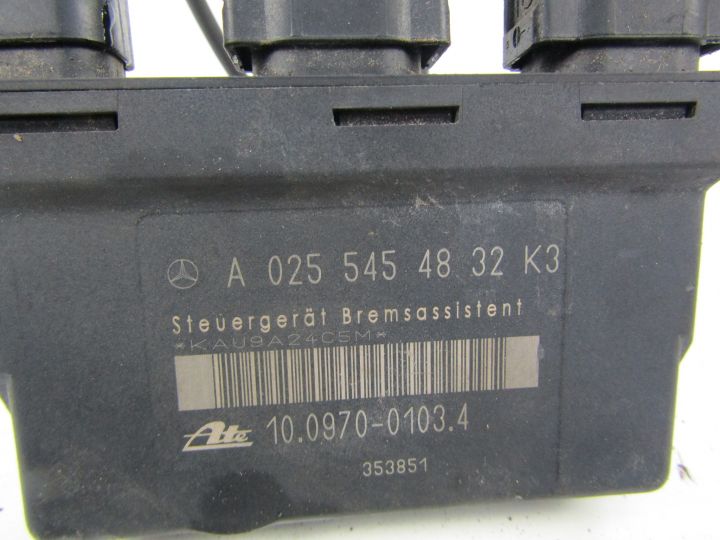 A 025 545 48 32 K3
Steuergerät Bremsassistent
*KAU9A24C5M*
Ate 10.0970-0103.4
353851